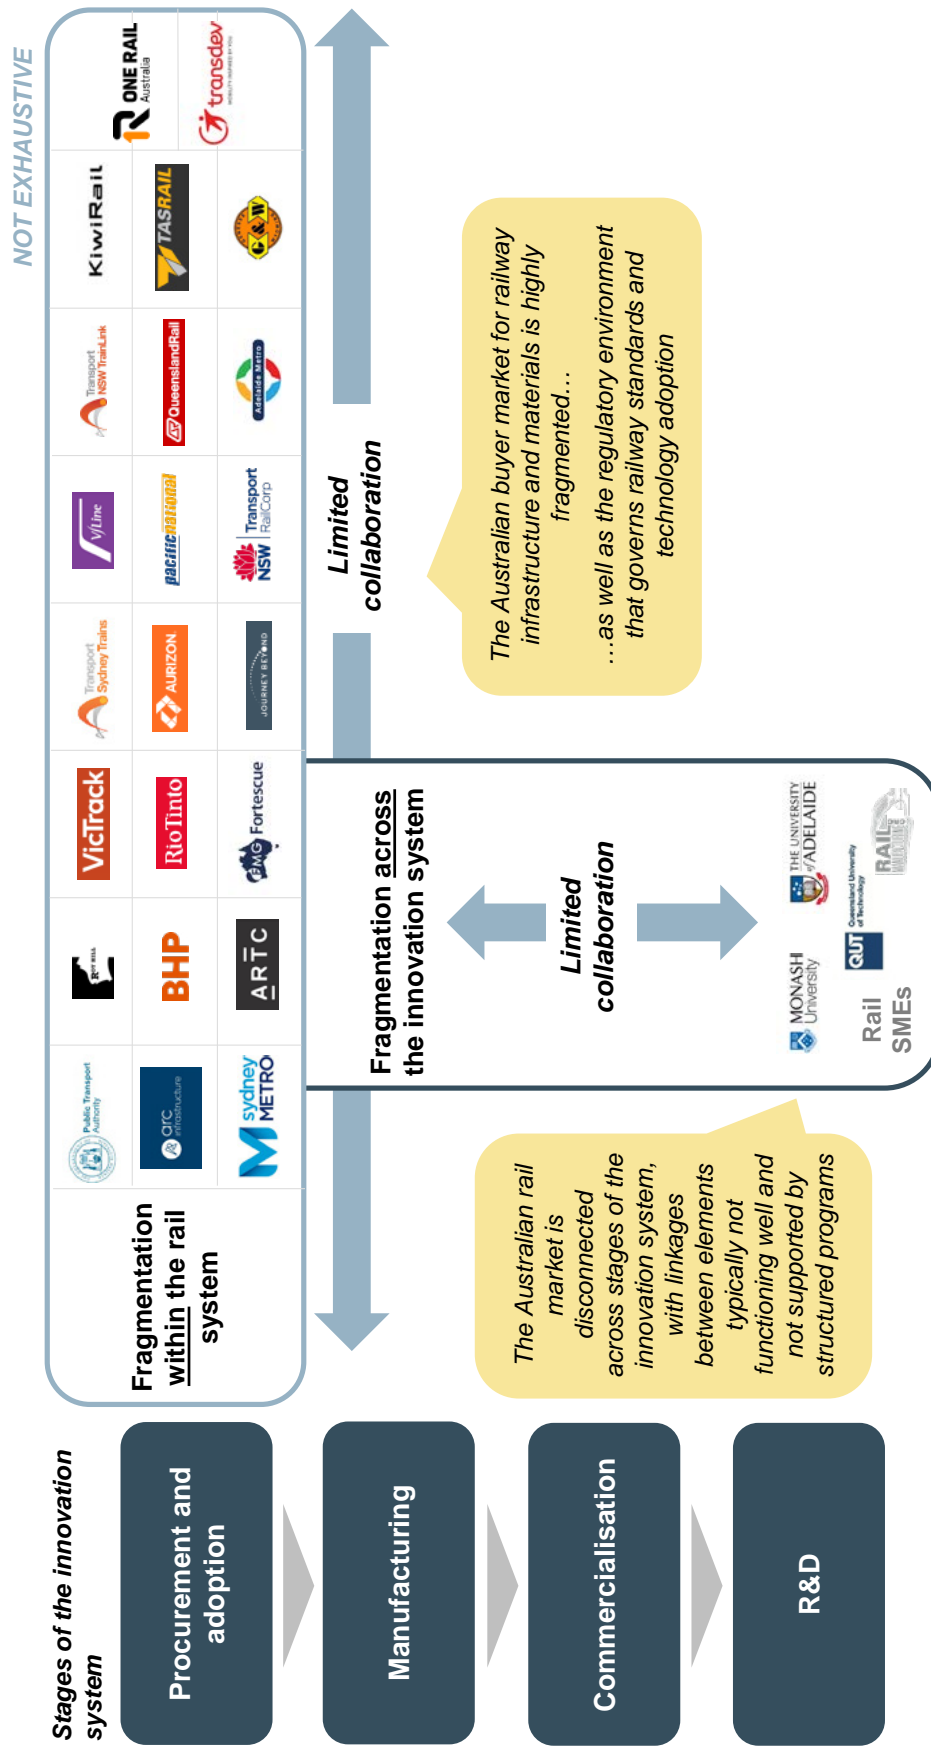 NOT EXHAUSTIVE
Stages of the innovation
system
Procurement and
adoption
Manufacturing
Commercialisation
R&D
Fragmentation
within the rail
system
Public Transport
Authority
ROY HILL
VicTrack
Transport
Sydney Trains
V/Line
Transport
NSW TrainLink
KiwiRail
ONE RAIL
Australia
arc
infrastructure
BHP
RioTinto
AURIZON
pacificnational
QueenslandRail
TASRAIL
transdev
sydney
METRO
ARTC
FMG Fortescue
JOURNEY BEYOND
NSW
Transport
RailCorp
Adelaide Metro
G&W
Limited
collaboration
Fragmentation across
the innovation system
Limited
collaboration
The Australian rail
market is
disconnected
across stages of the
innovation system,
with linkages
between elements
typically not
functioning well and
not supported by
structured programs
The Australian buyer market for railway
infrastructure and materials is highly
fragmented…
…as well as the regulatory environment
that governs railway standards and
technology adoption
MONASH
University
THE UNIVERSITY
of ADELAIDE
Rail
SMEs
QUT
Queensland University
of Technology
RAIL